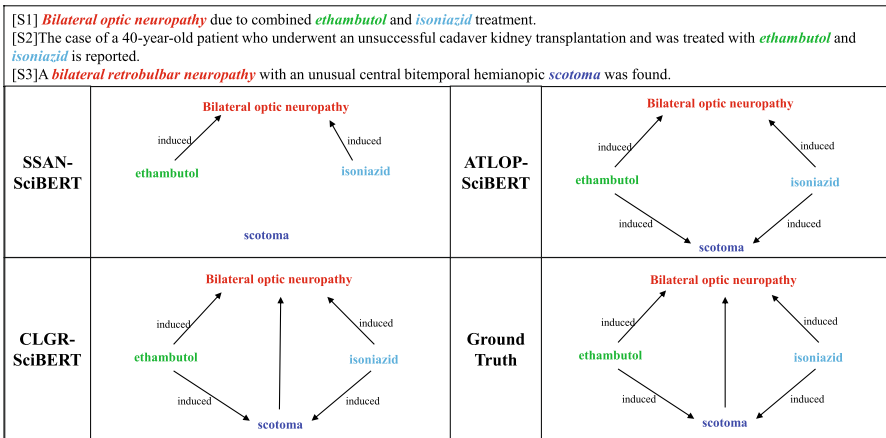 [S1] Bilateral optic neuropathy due to combined ethambutol and isoniazid treatment.
[S2]The case of a 40-year-old patient who underwent an unsuccessful cadaver kidney transplantation and was treated with ethambutol and
isoniazid is reported.
[S3]A bilateral retrobulbar neuropathy with an unusual central bitemporal hemianopic scotoma was found.
SSAN-
SciBERT
Bilateral optic neuropathy
induced
induced
ethambutol
isoniazid
scotoma
ATLOP-
SciBERT
Bilateral optic neuropathy
induced
induced
ethambutol
isoniazid
induced
induced
scotoma
CLGR-
SciBERT
Bilateral optic neuropathy
induced
induced
ethambutol
isoniazid
induced
induced
scotoma
Ground
Truth
Bilateral optic neuropathy
induced
induced
ethambutol
isoniazid
induced
induced
scotoma